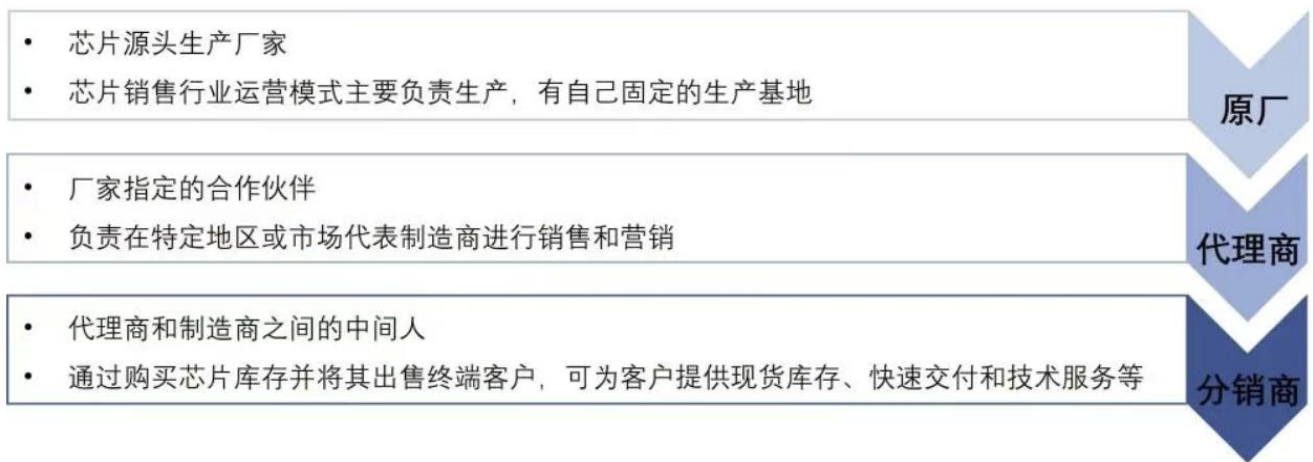 • 芯片源头生产厂家
• 芯片销售行业运营模式主要负责生产，有自己固定的生产基地
原厂
• 厂家指定的合作伙伴
• 负责在特定地区或市场代表制造商进行销售和营销
代理商
• 代理商和制造商之间的中间人
• 通过购买芯片库存并将其出售终端客户，可为客户提供现货库存、快速交付和技术服务等
分销商